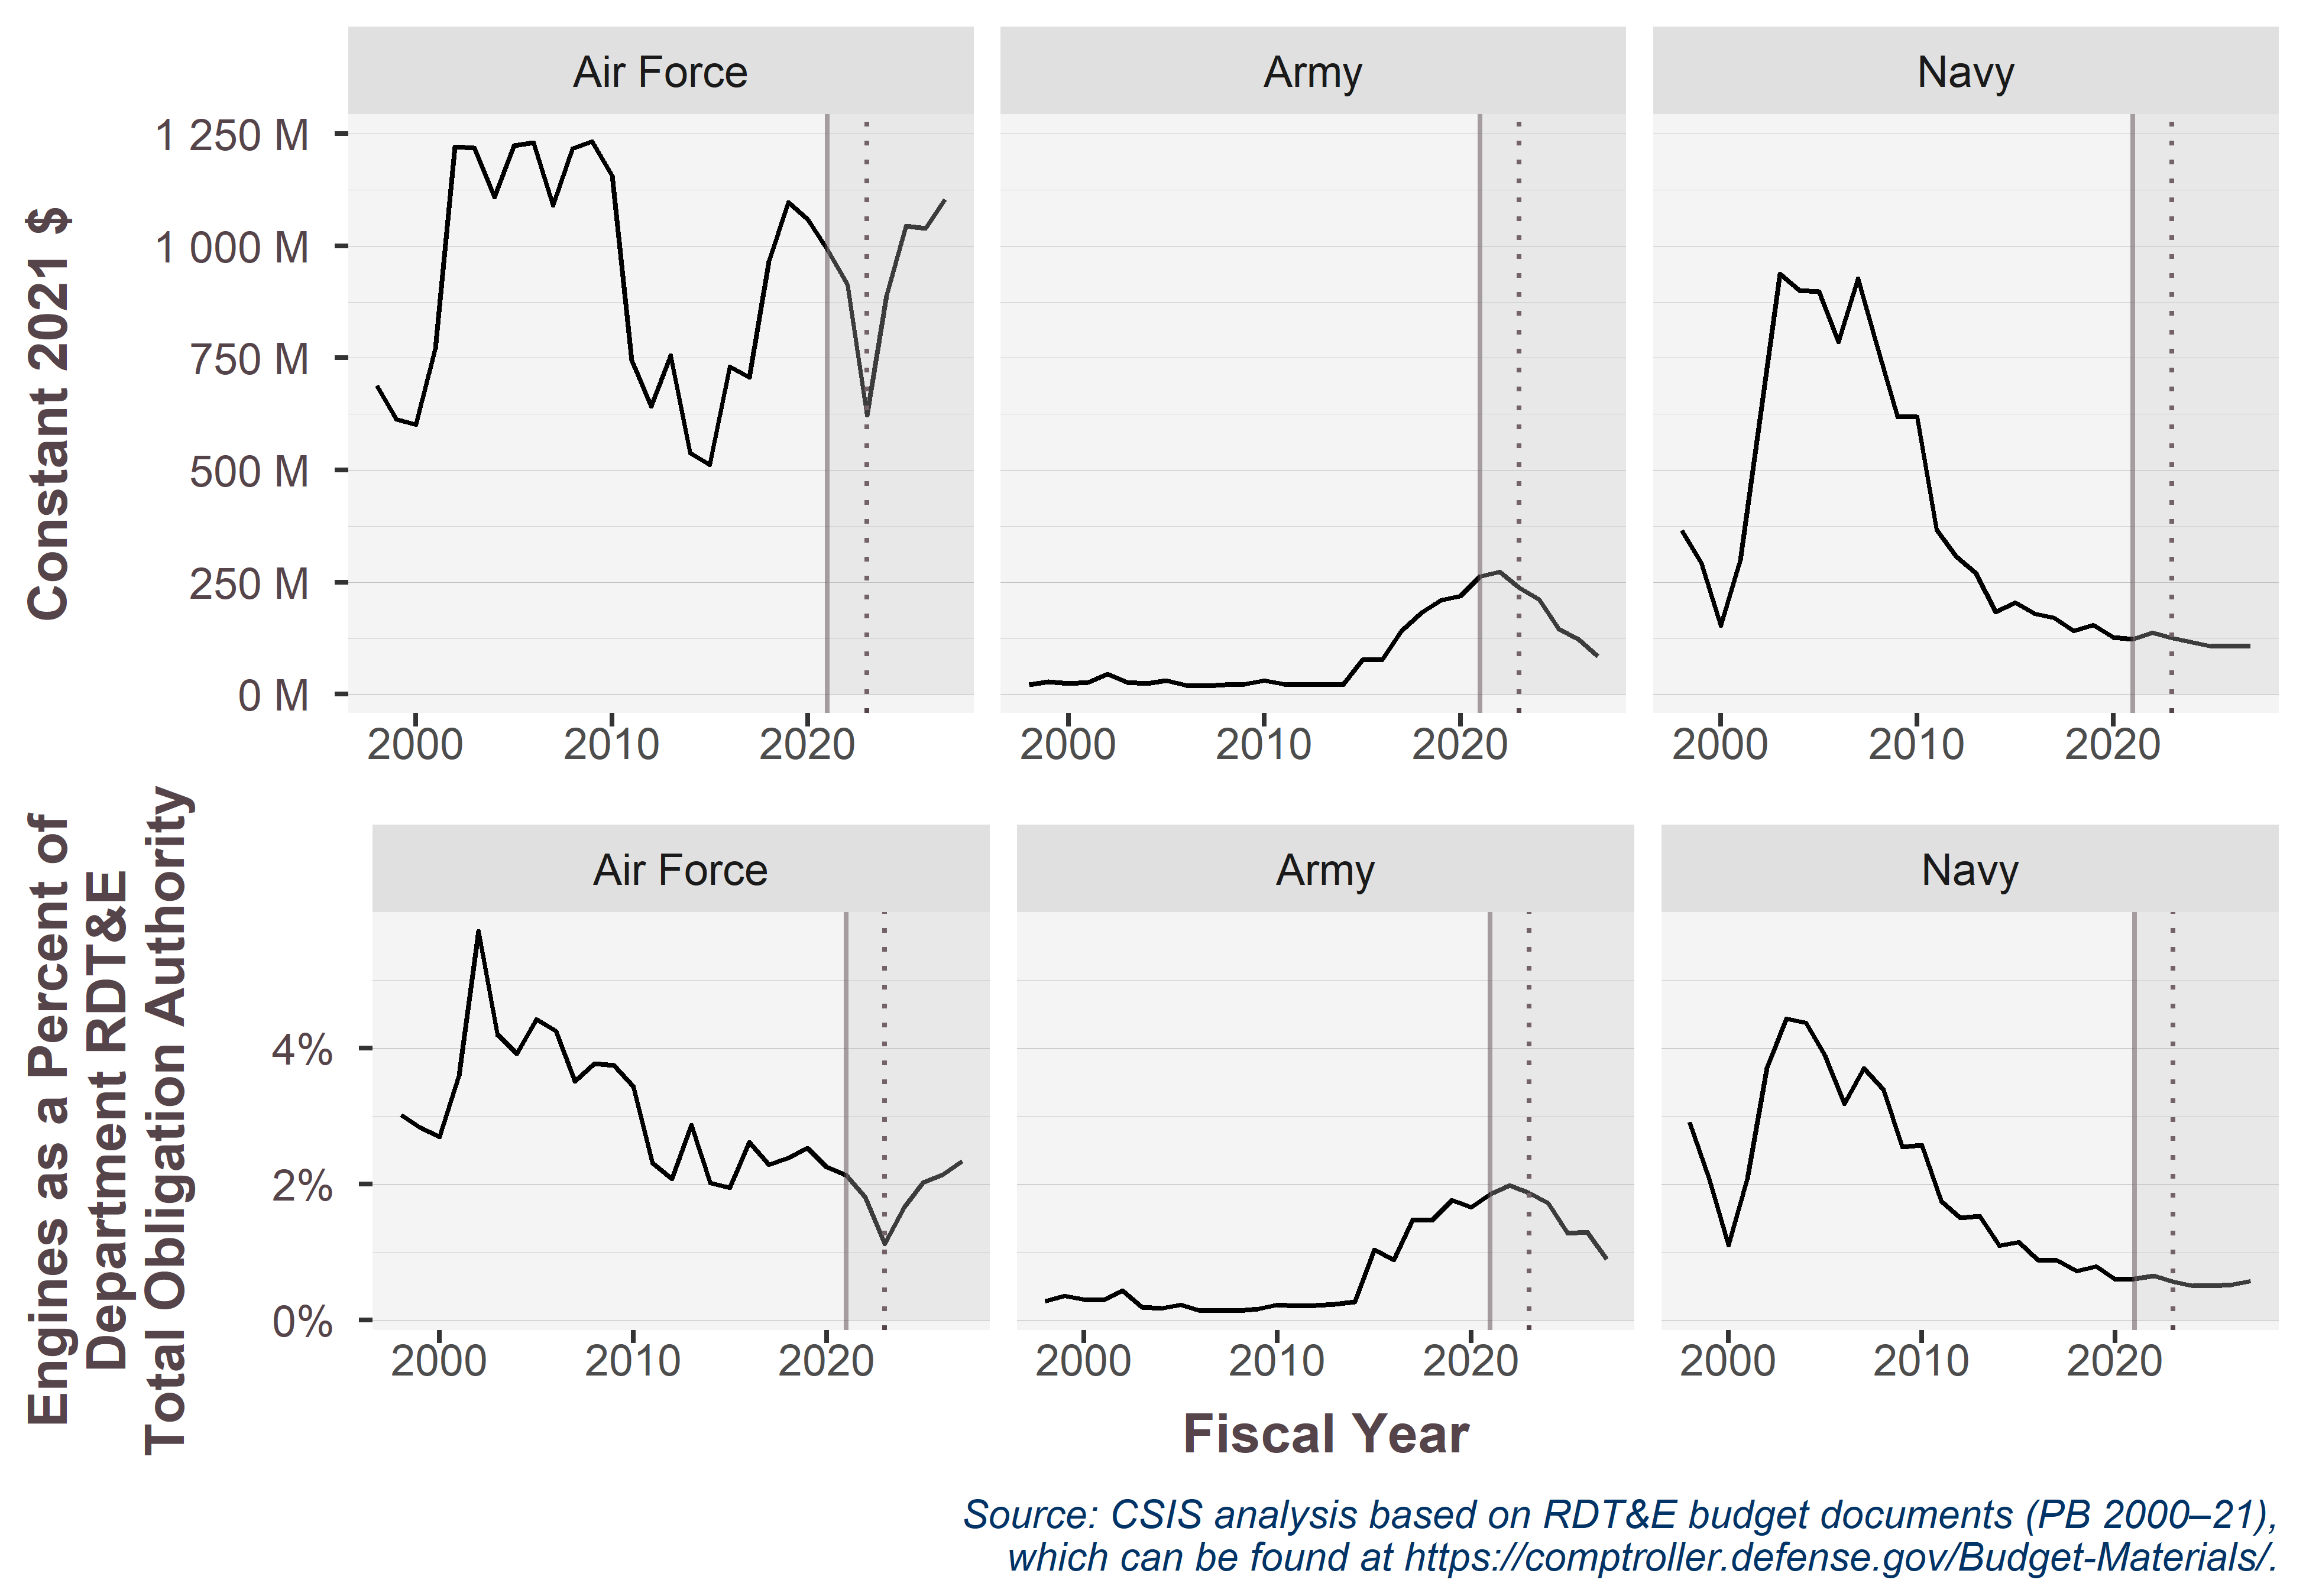 Air Force
Army
Navy
Constant 2021 $
1 250 M
1 000 M
750 M
500 M
250 M
0 M
2000 2010 2020
2000 2010 2020
2000 2010 2020
Engines as a Percent of
Department RDT&E
Total Obligation Authority
Air Force
Army
Navy
4%
2%
0%
2000 2010 2020
2000 2010 2020
2000 2010 2020
Fiscal Year
Source: CSIS analysis based on RDT&E budget documents (PB 2000–21),
which can be found at https://comptroller.defense.gov/Budget-Materials/.